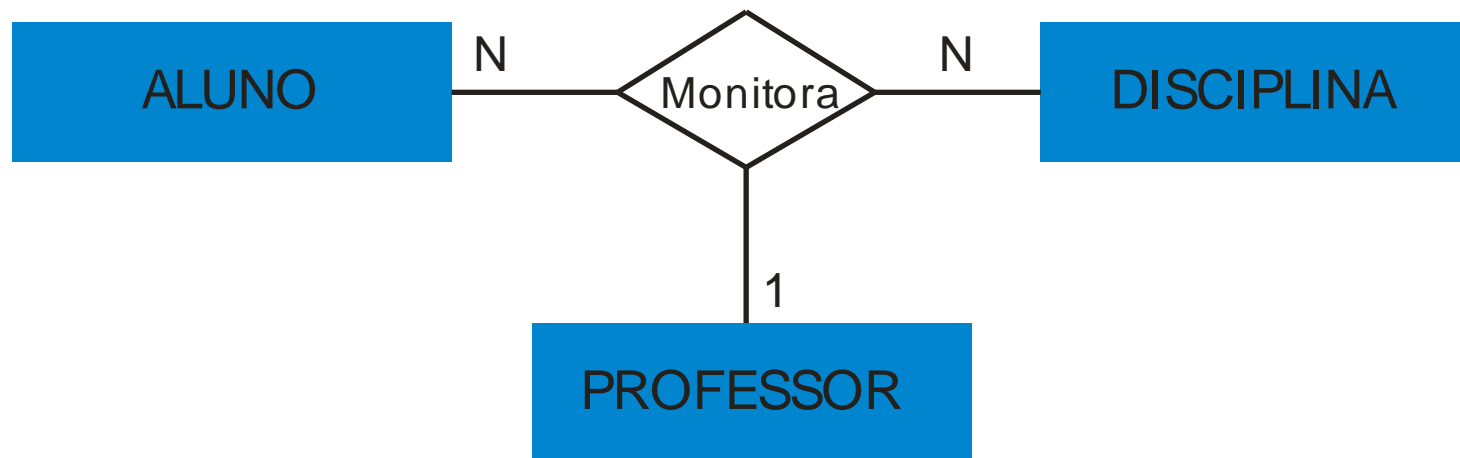 N
N
ALUNO
Monitora
DISCIPLINA
1
PROFESSOR